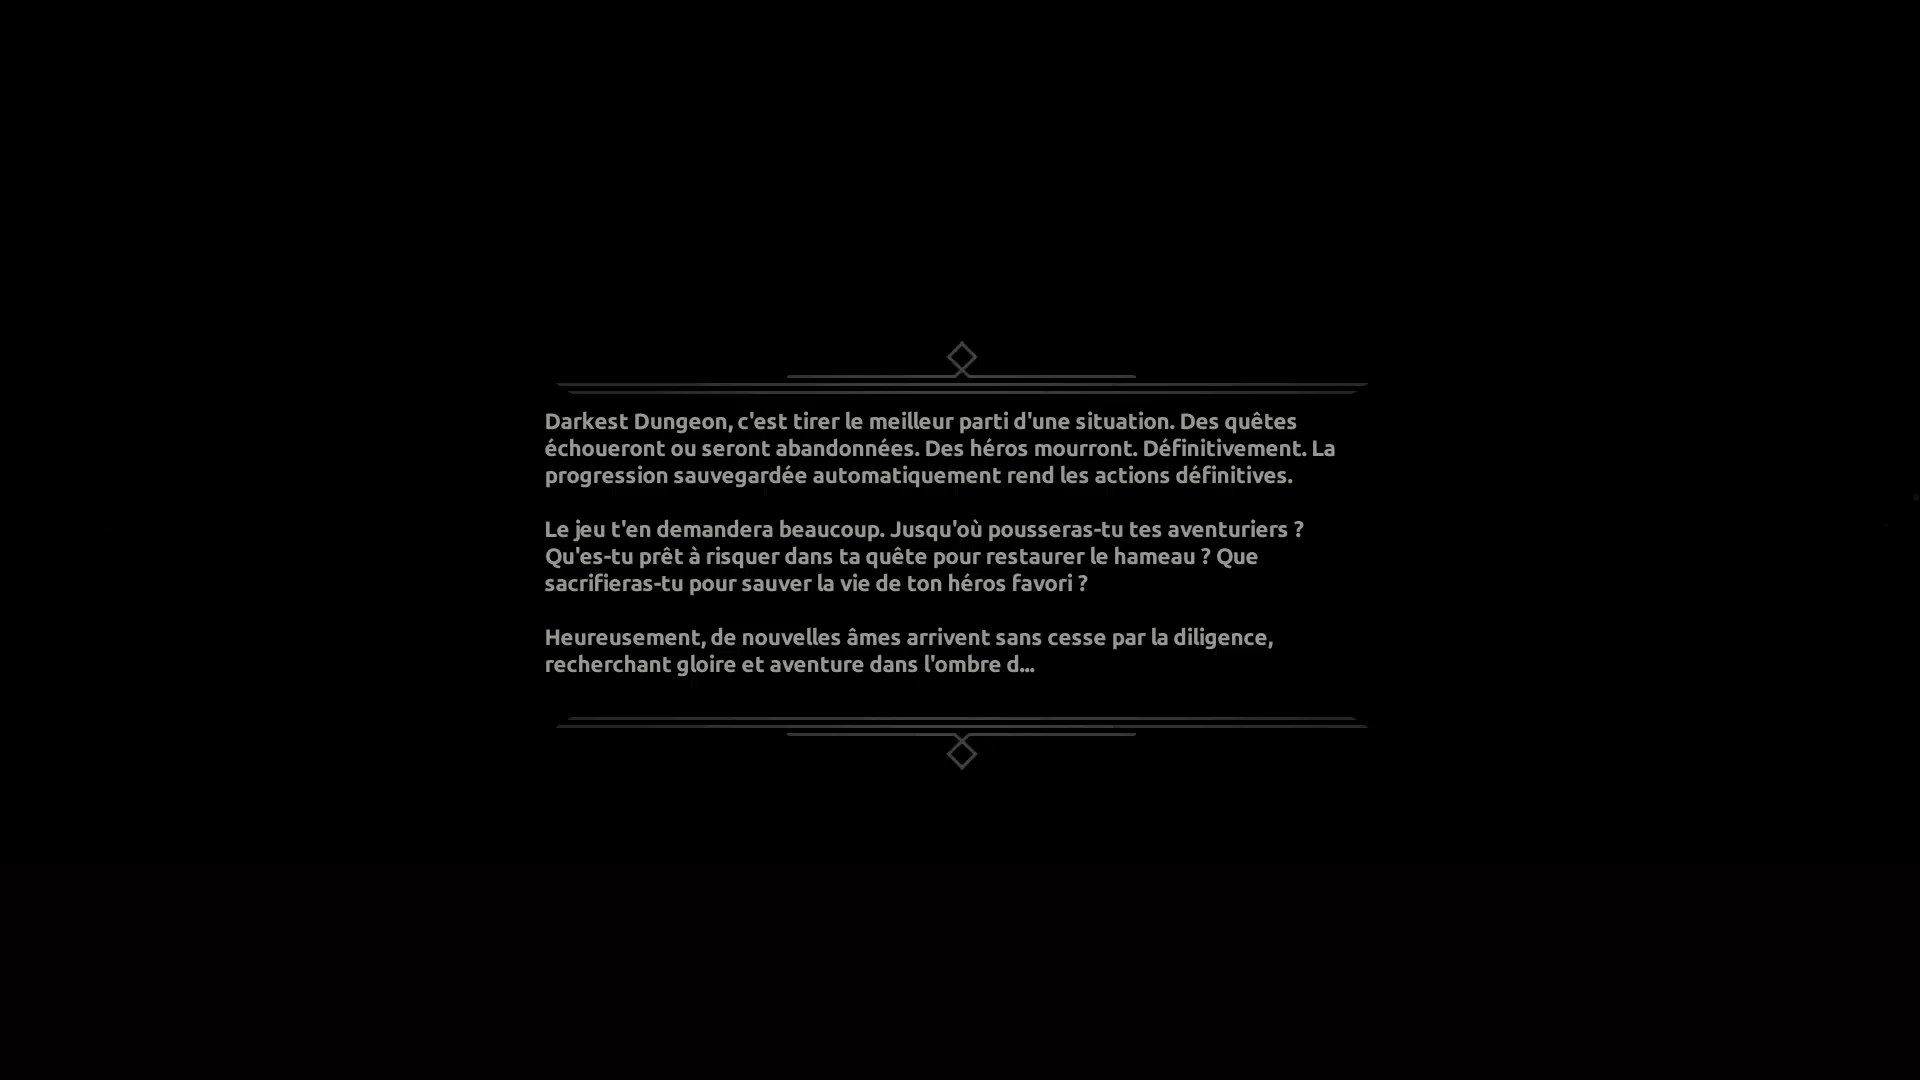 Darkest Dungeon, c'est tirer le meilleur parti d'une situation. Des quêtes
échoueront ou seront abandonnées. Des héros mourront. Définitivement. La
progression sauvegardée automatiquement rend les actions définitives.
Le jeu t'en demandera beaucoup. Jusqu'où pousseras-tu tes aventuriers ?
Qu'es-tu prêt à risquer dans ta quête pour restaurer le hameau ? Que
sacrifieras-tu pour sauver la vie de ton héros favori ?
Heureusement, de nouvelles âmes arrivent sans cesse par la diligence,
recherchant gloire et aventure dans l'ombre d...